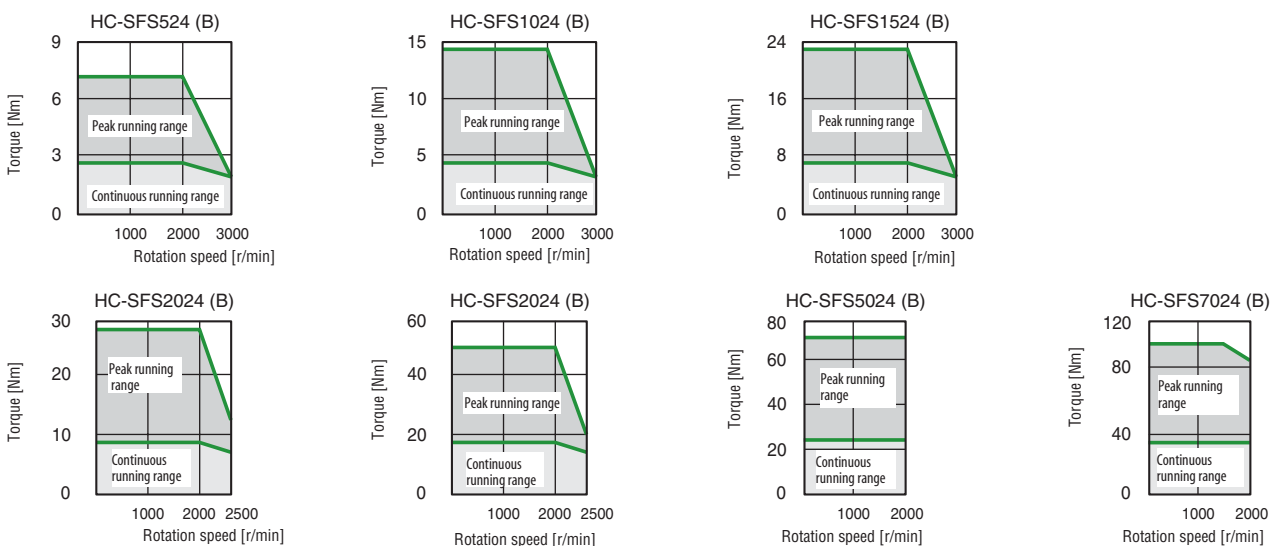 HC-SFS524 (B)
9
6
3
0
Torque [Nm]
Peak running range
Continuous running range
1000 2000 3000
Rotation speed [r/min]
HC-SFS1024 (B)
15
10
5
0
Torque [Nm]
Peak running range
Continuous running range
1000 2000 3000
Rotation speed [r/min]
HC-SFS1524 (B)
24
16
8
0
Torque [Nm]
Peak running range
Continuous running range
1000 2000 3000
Rotation speed [r/min]
HC-SFS2024 (B)
30
20
10
0
Torque [Nm]
Peak running
range
Continuous
running range
1000 2000 2500
Rotation speed [r/min]
HC-SFS2024 (B)
60
40
20
0
Torque [Nm]
Peak running range
Continuous
running range
1000 2000 2500
Rotation speed [r/min]
HC-SFS5024 (B)
80
60
40
20
0
Torque [Nm]
Peak running
range
Continuous
running range
1000 2000
Rotation speed [r/min]
HC-SFS7024 (B)
120
80
40
0
Torque [Nm]
Peak running
range
Continuous
running range
1000 2000
Rotation speed [r/min]